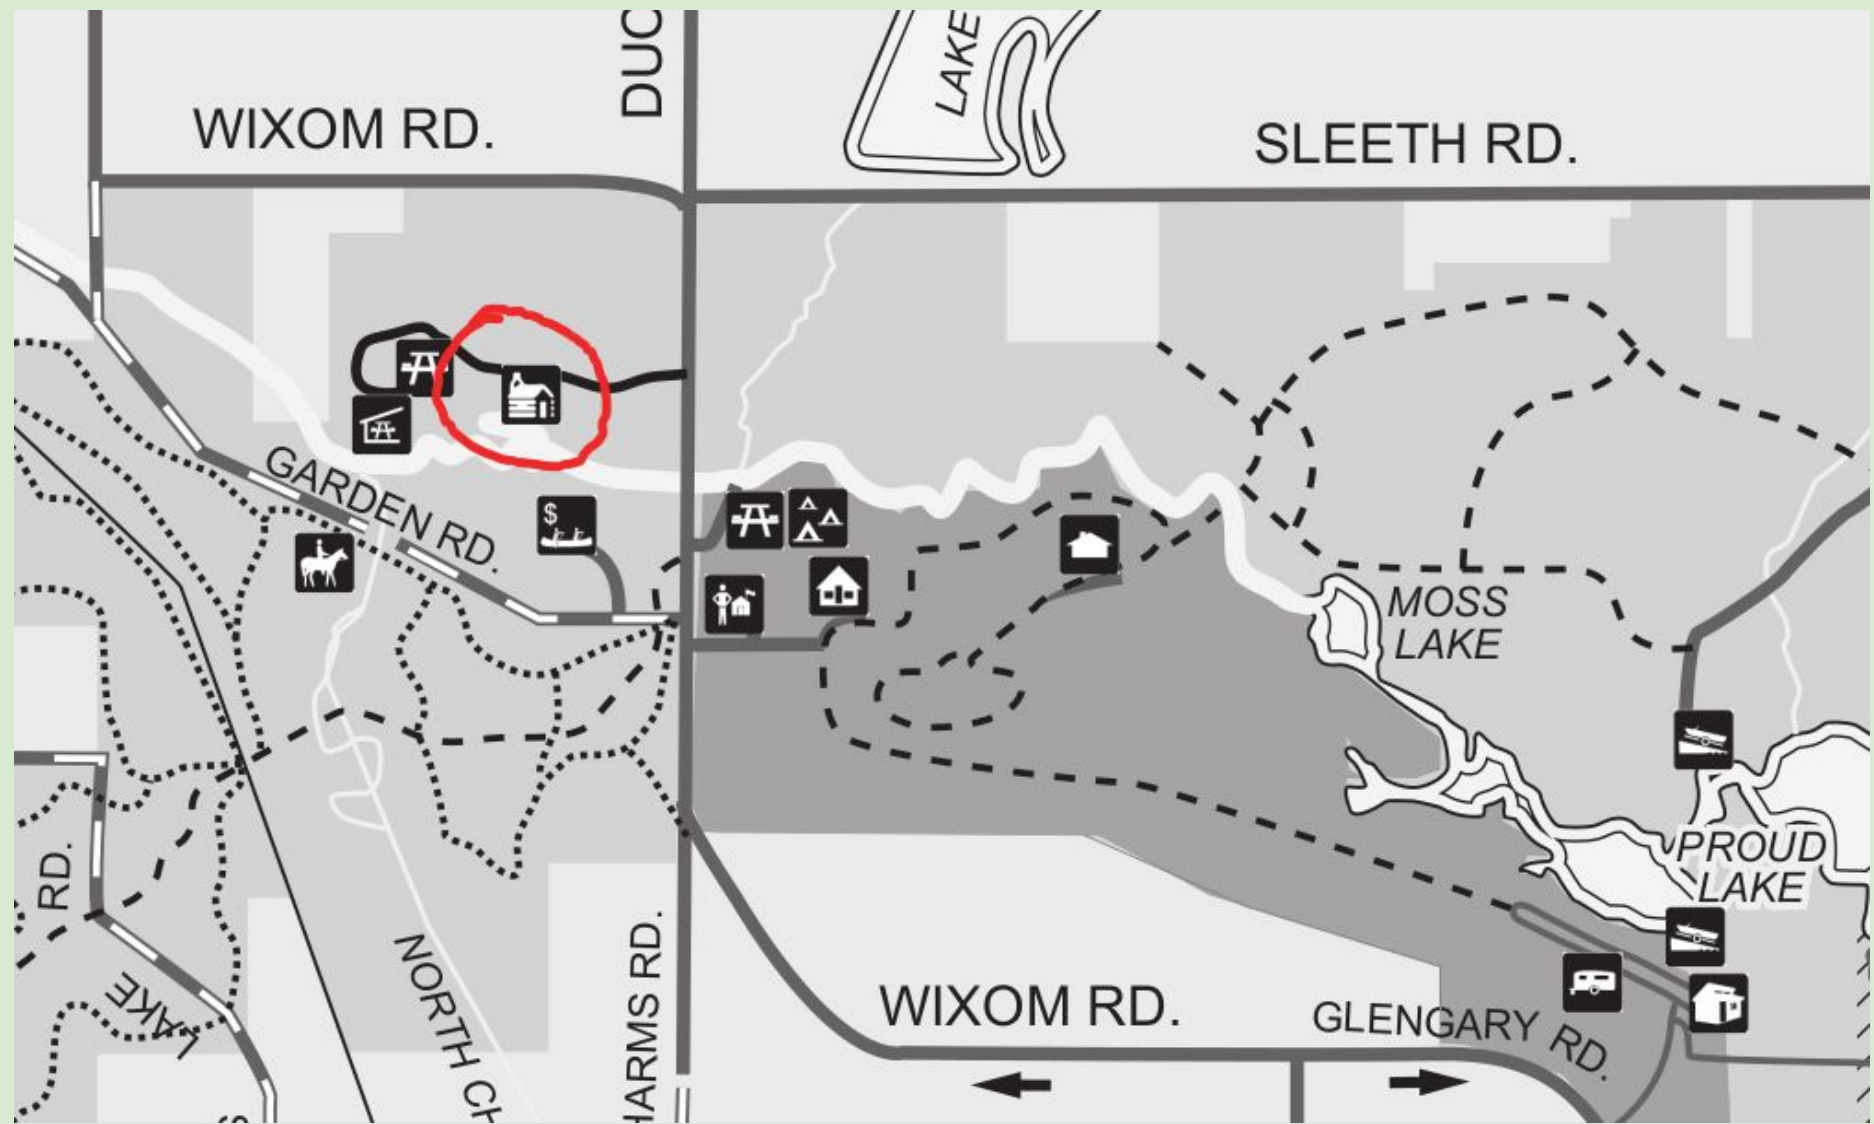 DUC
LAKE
WIXOM RD.
SLEETH RD.
GARDEN RD.
$
MOSS
LAKE
PROUD
LAKE
RD.
LAKE
NORTH CH
HARMS RD.
WIXOM RD.
GLENGARY RD.